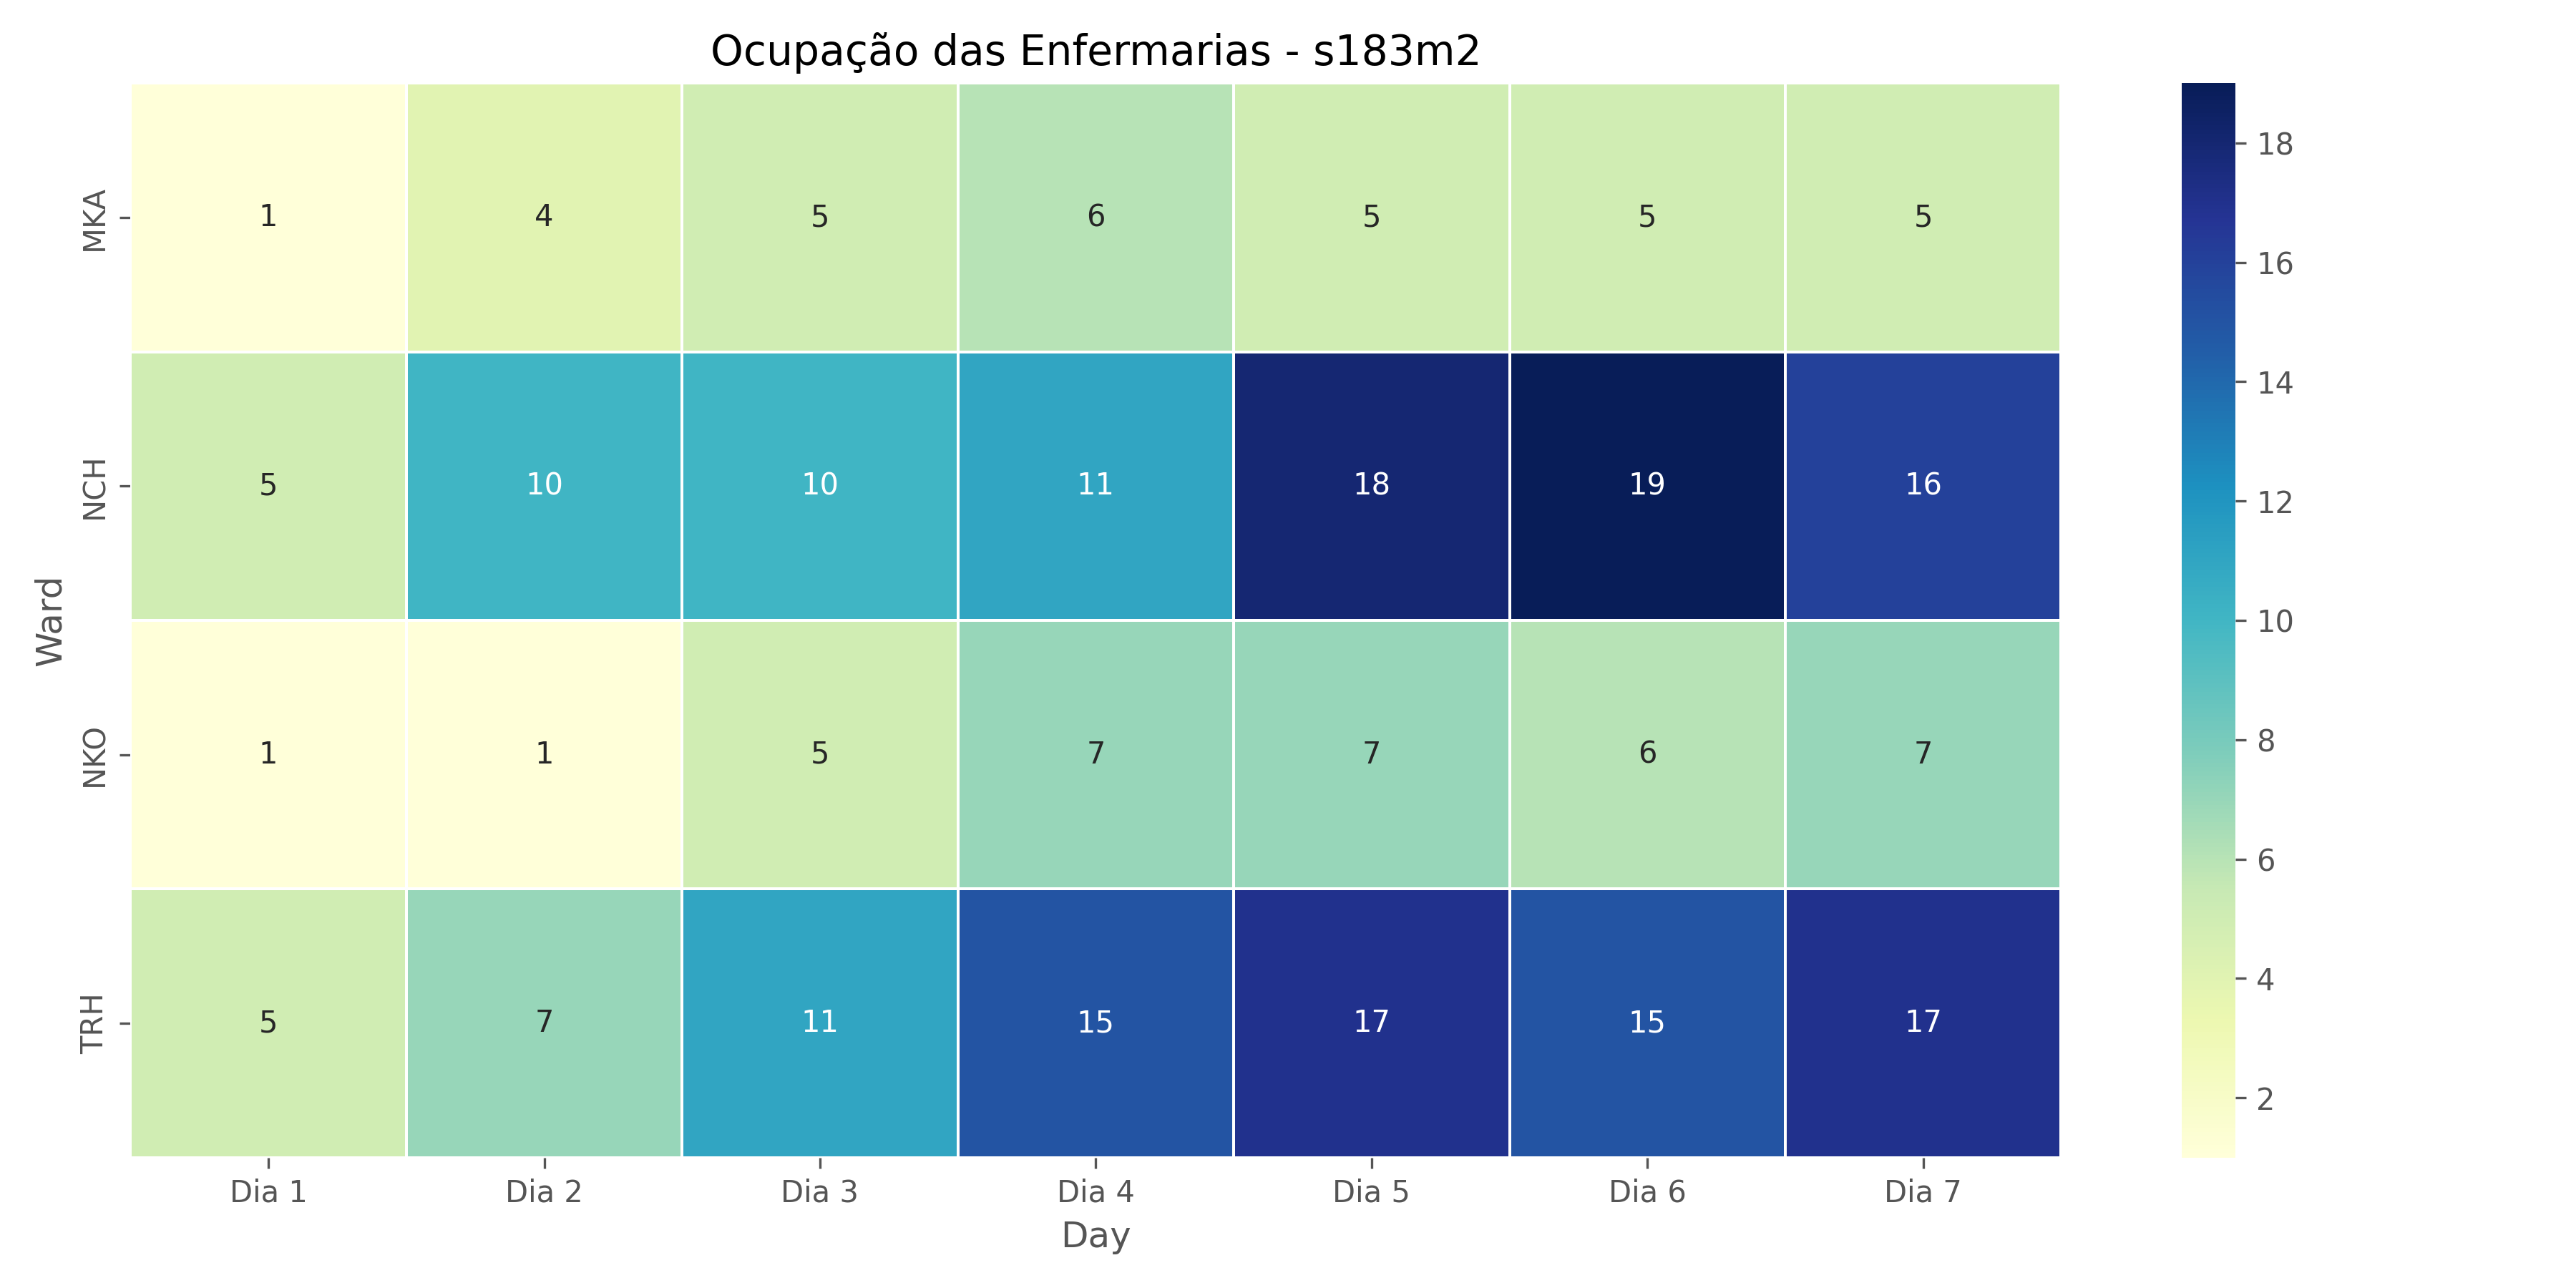 Ocupação das Enfermarias - s183m2
Ward
MKA 1 4 5 6 5 5 5
NCH 5 10 10 11 18 19 16
NKO 1 1 5 7 7 6 7
TRH 5 7 11 15 17 15 17
Dia 1 Dia 2 Dia 3 Dia 4 Dia 5 Dia 6 Dia 7
Day
18
16
14
12
10
8
6
4
2